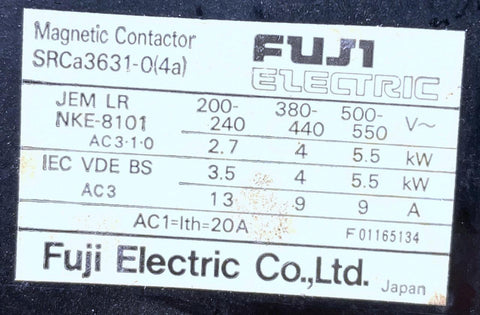 Magnetic Contactor
SRCa3631-0(4a)
FUJI
ELECTRIC
JEM LR 200- 380- 500- V~
NKE-8101 240 440 550
AC3·1·0 2.7 4 5.5 kW
IEC VDE BS 3.5 4 5.5 kW
AC3 13 9 9 A
AC1=Ith=20A F01165134
Fuji Electric Co.,Ltd. Japan